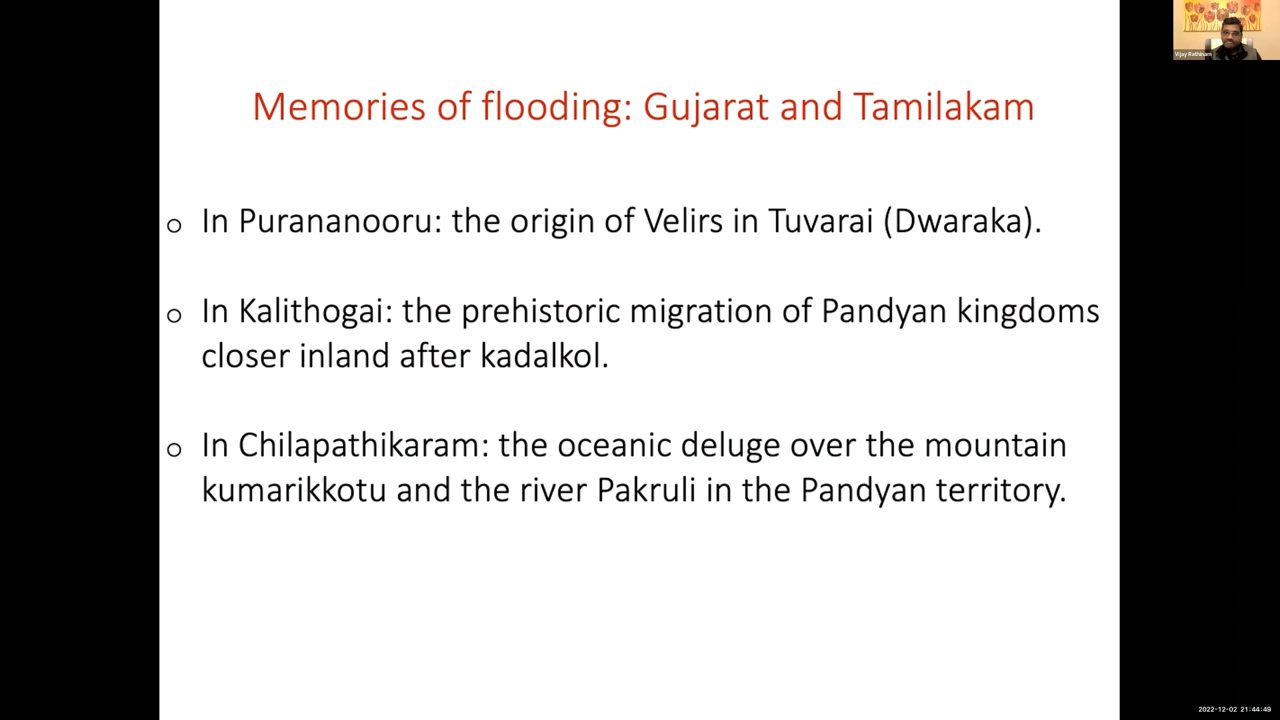 Vijay Rathinam
Memories of flooding: Gujarat and Tamilakam
o In Purananooru: the origin of Velirs in Tuvarai (Dwaraka).
o In Kalithogai: the prehistoric migration of Pandyan kingdoms
closer inland after kadalkol.
o In Chilapathikaram: the oceanic deluge over the mountain
kumarikkotu and the river Pakruli in the Pandyan territory.
2022-12-02 21:44:49